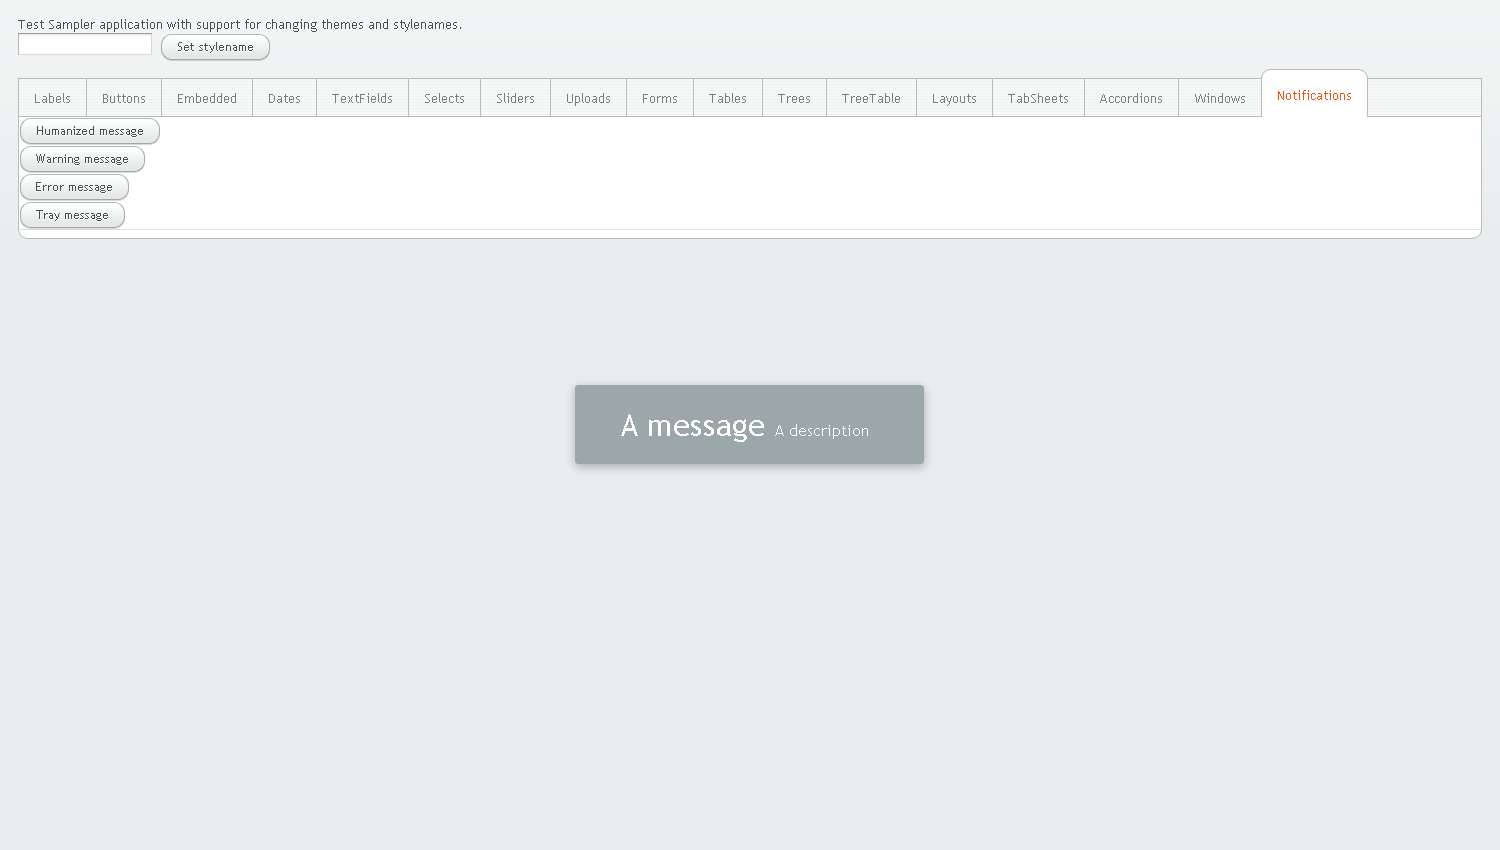 Test Sampler application with support for changing themes and stylenames.
Set stylename
Labels Buttons Embedded Dates TextFields Selects Sliders Uploads Forms Tables Trees TreeTable Layouts TabSheets Accordions Windows Notifications
Humanized message
Warning message
Error message
Tray message
A message A description